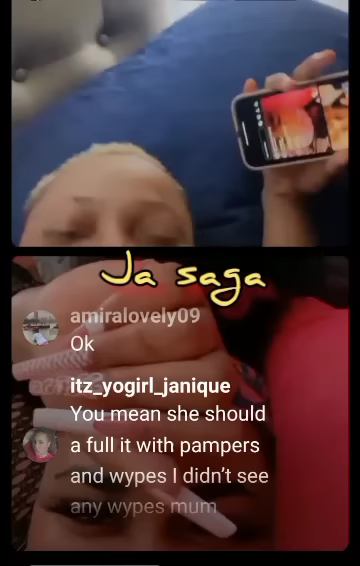 Ja saga
amiralovely09
Ok
itz_yogirl_janique
You mean she should
a full it with pampers
and wypes I didn't see
any wypes mum